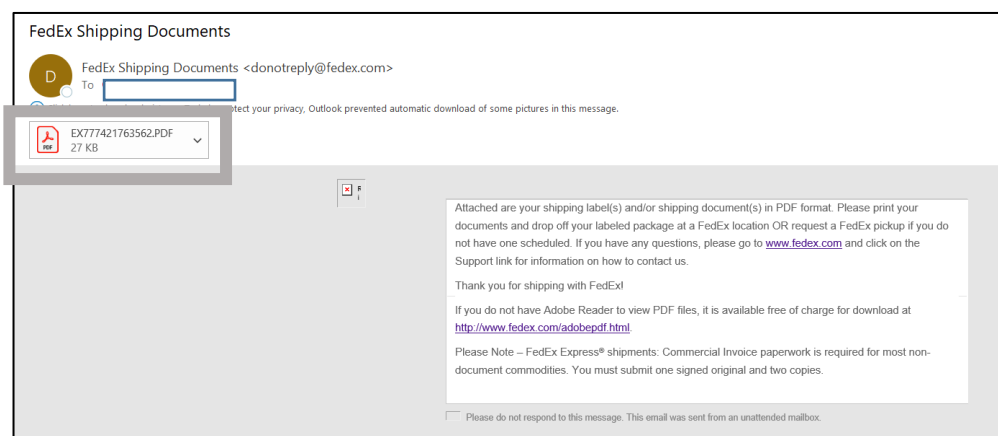 FedEx Shipping Documents
D
FedEx Shipping Documents <donotreply@fedex.com>
To
otect your privacy, Outlook prevented automatic download of some pictures in this message.
EX777421763562.PDF
PDF
27 KB
Attached are your shipping label(s) and/or shipping document(s) in PDF format. Please print your
documents and drop off your labeled package at a FedEx location OR request a FedEx pickup if you do
not have one scheduled. If you have any questions, please go to www.fedex.com and click on the
Support link for information on how to contact us.
Thank you for shipping with FedEx!
If you do not have Adobe Reader to view PDF files, it is available free of charge for download at
http://www.fedex.com/adobepdf.html.
Please Note – FedEx Express® shipments: Commercial Invoice paperwork is required for most non-
document commodities. You must submit one signed original and two copies.
Please do not respond to this message. This email was sent from an unattended mailbox.